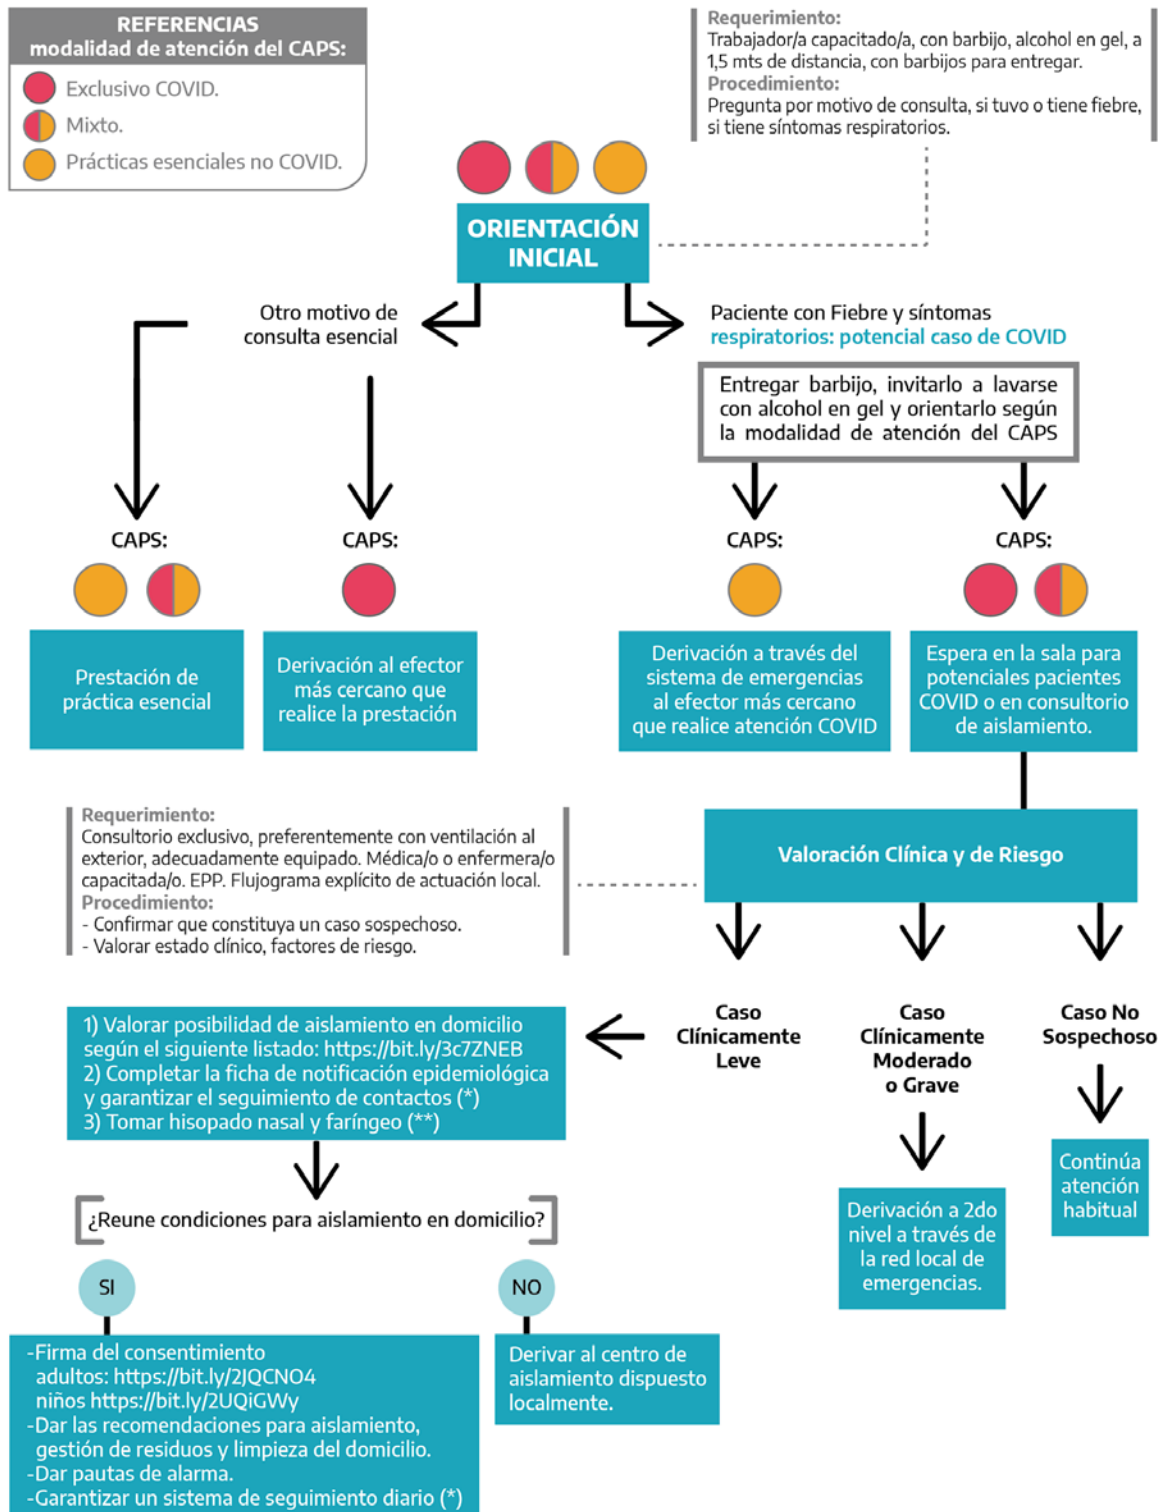 REFERENCIAS
modalidad de atención del CAPS:
Exclusivo COVID.
Mixto.
Prácticas esenciales no COVID.
Requerimiento:
Trabajador/a capacitado/a, con barbijo, alcohol en gel, a
1,5 mts de distancia, con barbijos para entregar.
Procedimiento:
Pregunta por motivo de consulta, si tuvo o tiene fiebre,
si tiene síntomas respiratorios.
ORIENTACIÓN
INICIAL
Otro motivo de
consulta esencial
Paciente con Fiebre y síntomas
respiratorios: potencial caso de COVID
Entregar barbijo, invitarlo a lavarse
con alcohol en gel y orientarlo según
la modalidad de atención del CAPS
CAPS:
CAPS:
CAPS:
CAPS:
Prestación de
práctica esencial
Derivación al efector
más cercano que
realice la prestación
Derivación a través del
sistema de emergencias
al efector más cercano
que realice atención COVID
Espera en la sala para
potenciales pacientes
COVID o en consultorio
de aislamiento.
Requerimiento:
Consultorio exclusivo, preferentemente con ventilación al
exterior, adecuadamente equipado. Médica/o o enfermera/o
capacitada/o. EPP. Flujograma explícito de actuación local.
Procedimiento:
- Confirmar que constituya un caso sospechoso.
- Valorar estado clínico, factores de riesgo.
Valoración Clínica y de Riesgo
Caso
Clínicamente
Leve
Caso
Clínicamente
Moderado
o Grave
Caso No
Sospechoso
1) Valorar posibilidad de aislamiento en domicilio
según el siguiente listado: https://bit.ly/3c7ZNEB
2) Completar la ficha de notificación epidemiológica
y garantizar el seguimiento de contactos (*)
3) Tomar hisopado nasal y faríngeo (**)
Continúa
atención
habitual
Derivación a 2do
nivel a través de
la red local de
emergencias.
¿Reune condiciones para aislamiento en domicilio?
SI
NO
-Firma del consentimiento
adultos: https://bit.ly/2JQCNO4
niños https://bit.ly/2UQiGWy
-Dar las recomendaciones para aislamiento,
gestión de residuos y limpieza del domicilio.
-Dar pautas de alarma.
-Garantizar un sistema de seguimiento diario (*)
Derivar al centro de
aislamiento dispuesto
localmente.